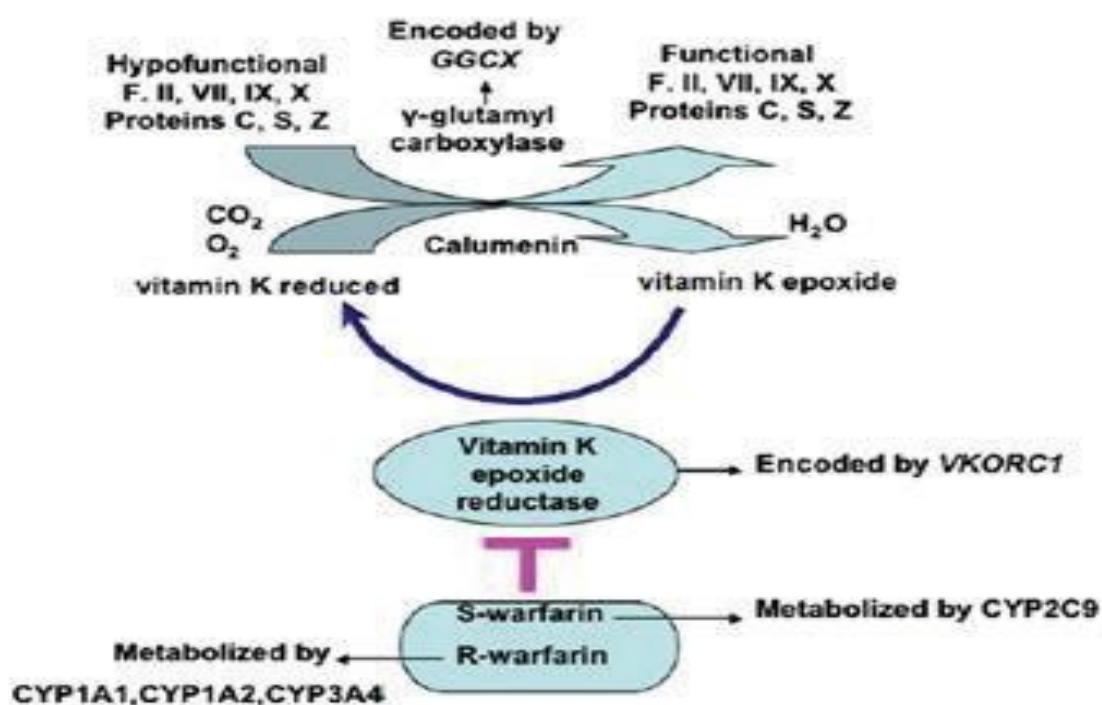 Encoded by
GGCX
Hypofunctional
F. II, VII, IX, X
Proteins C, S, Z
γ-glutamyl
carboxylase
Functional
F. II, VII, IX, X
Proteins C, S, Z
CO₂
O₂
Calumenin
H₂O
vitamin K reduced
vitamin K epoxide
Vitamin K
epoxide
reductase
Encoded by VKORC1
S-warfarin
Metabolized by CYP2C9
R-warfarin
Metabolized by
CYP1A1,CYP1A2,CYP3A4